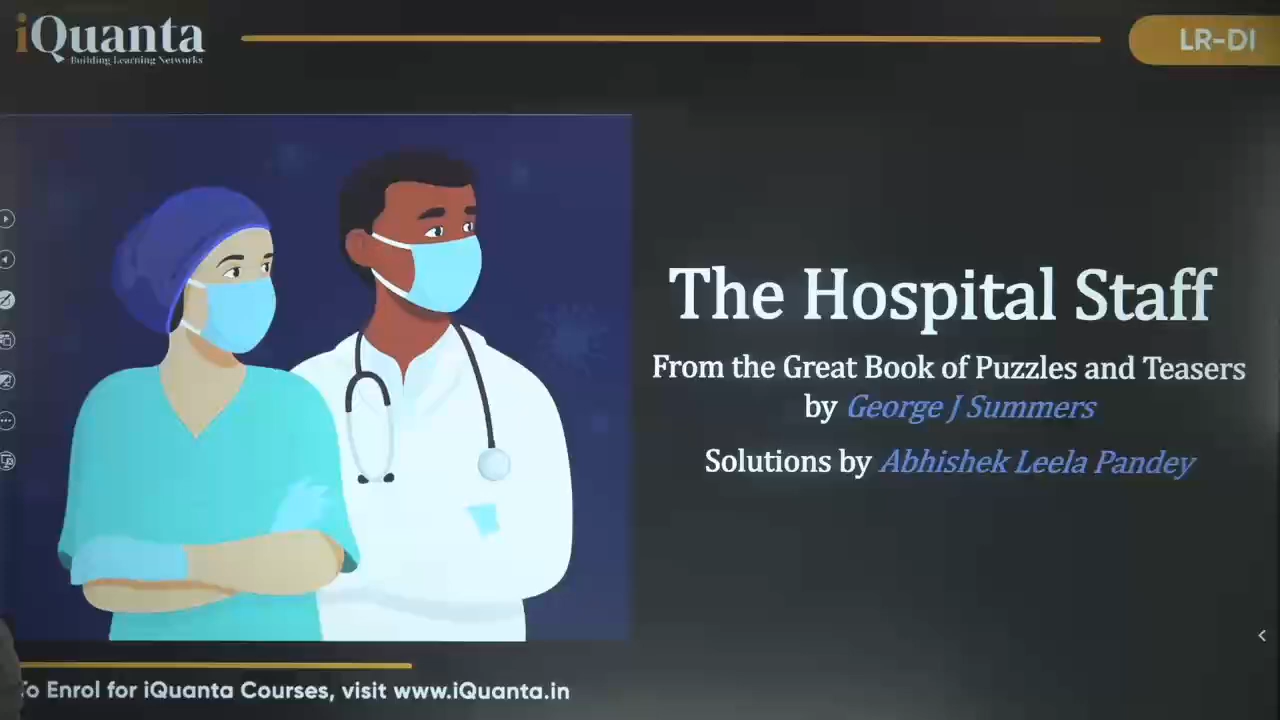 iQuanta
Building Learning Networks
LR-DI
The Hospital Staff
From the Great Book of Puzzles and Teasers
by George J Summers
Solutions by Abhishek Leela Pandey
To Enrol for iQuanta Courses, visit www.iQuanta.in